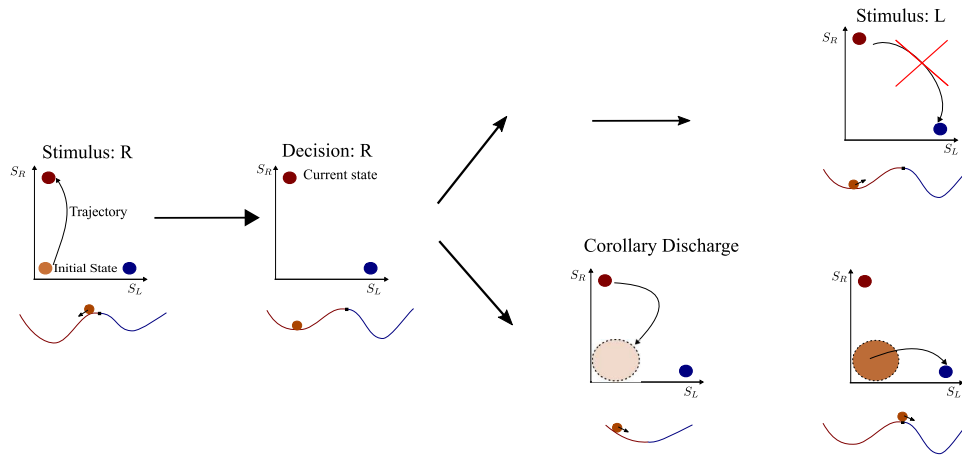 Stimulus: L
S_R
S_L
Stimulus: R
S_R
Trajectory
Initial State
S_L
Decision: R
S_R
Current state
S_L
Corollary Discharge
S_R
S_L
S_R
S_L